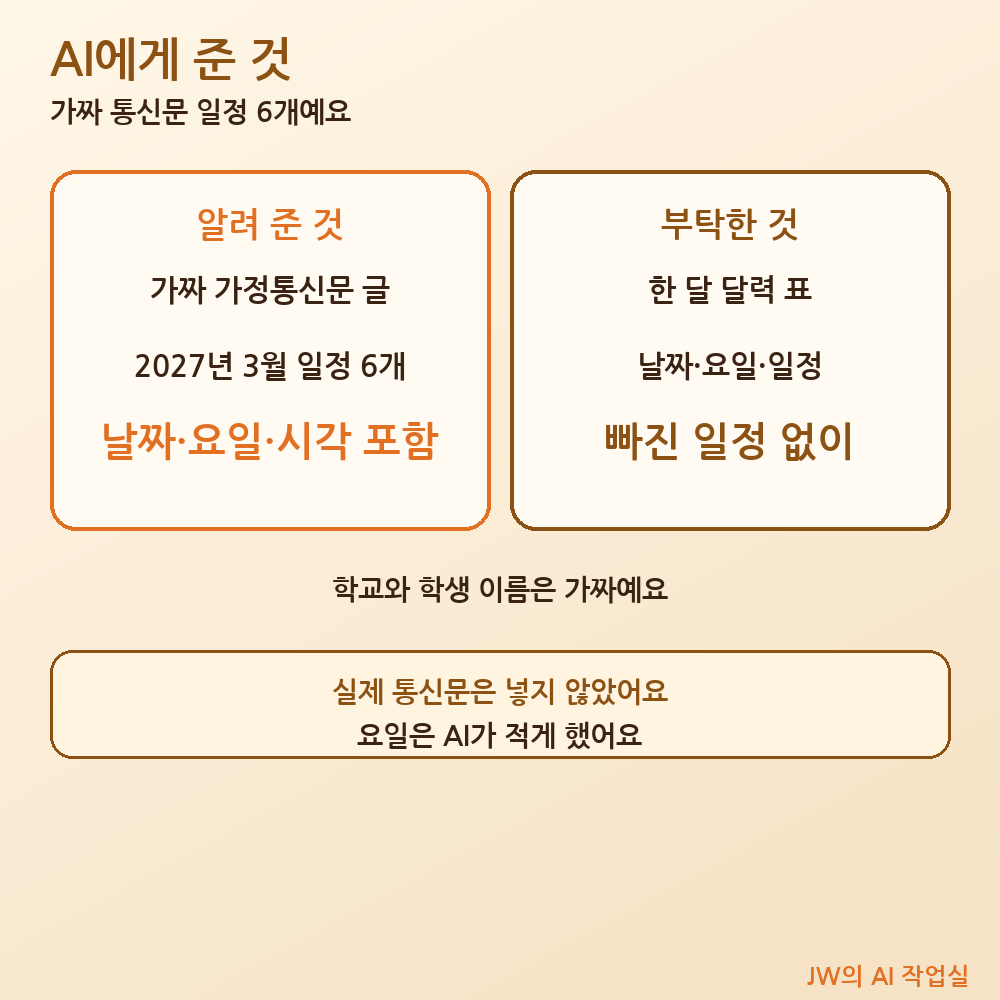 AI에게 준 것
가짜 통신문 일정 6개예요
알려 준 것
가짜 가정통신문 글
2027년 3월 일정 6개
날짜·요일·시각 포함
부탁한 것
한 달 달력 표
날짜·요일·일정
빠진 일정 없이
학교와 학생 이름은 가짜예요
실제 통신문은 넣지 않았어요
요일은 AI가 적게 했어요
JW의 AI 작업실